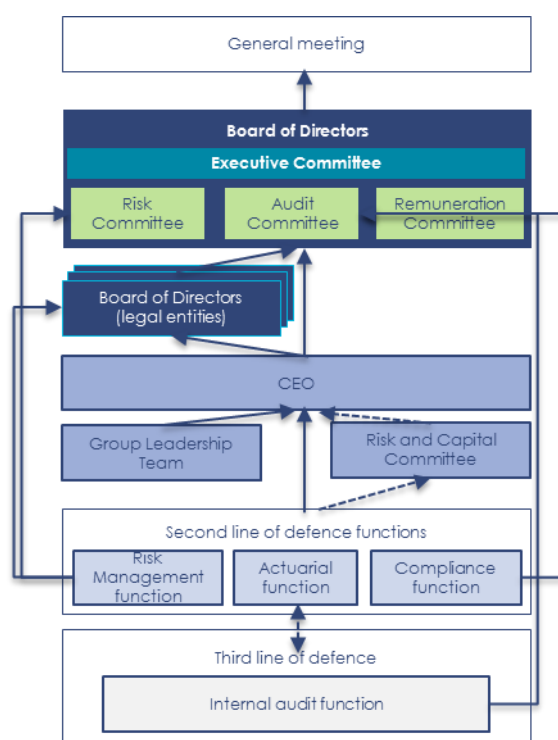 General meeting
Board of Directors
Executive Committee
Risk
Committee
Audit
Committee
Remuneration
Committee
Board of Directors
(legal entities)
CEO
Group Leadership
Team
Risk and Capital
Committee
Second line of defence functions
Risk
Management
function
Actuarial
function
Compliance
function
Third line of defence
Internal audit function